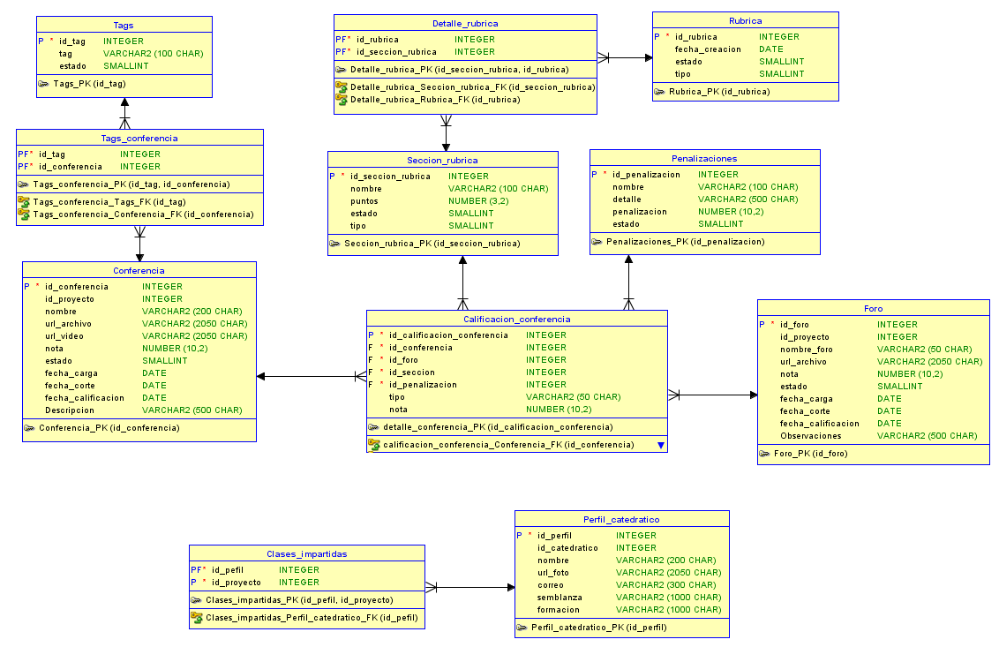 Tags
P * id_tag INTEGER
tag VARCHAR2 (100 CHAR)
estado SMALLINT
Tags_PK (id_tag)
Detalle_rubrica
PF* id_rubrica INTEGER
PF* id_seccion_rubrica INTEGER
Detalle_rubrica_PK (id_seccion_rubrica, id_rubrica)
Detalle_rubrica_Seccion_rubrica_FK (id_seccion_rubrica)
Detalle_rubrica_Rubrica_FK (id_rubrica)
Rubrica
P * id_rubrica INTEGER
fecha_creacion DATE
estado SMALLINT
tipo SMALLINT
Rubrica_PK (id_rubrica)
Tags_conferencia
PF* id_tag INTEGER
PF* id_conferencia INTEGER
Tags_conferencia_PK (id_tag, id_conferencia)
Tags_conferencia_Tags_FK (id_tag)
Tags_conferencia_Conferencia_FK (id_conferencia)
Seccion_rubrica
P * id_seccion_rubrica INTEGER
nombre VARCHAR2 (100 CHAR)
puntos NUMBER (3,2)
estado SMALLINT
tipo SMALLINT
Seccion_rubrica_PK (id_seccion_rubrica)
Penalizaciones
P * id_penalizacion INTEGER
nombre VARCHAR2 (100 CHAR)
detalle VARCHAR2 (500 CHAR)
penalizacion NUMBER (10,2)
estado SMALLINT
Penalizaciones_PK (id_penalizacion)
Conferencia
P * id_conferencia INTEGER
id_proyecto INTEGER
nombre VARCHAR2 (200 CHAR)
url_archivo VARCHAR2 (2050 CHAR)
url_video VARCHAR2 (2050 CHAR)
nota NUMBER (10,2)
estado SMALLINT
fecha_carga DATE
fecha_corte DATE
fecha_calificacion DATE
Descripcion VARCHAR2 (500 CHAR)
Conferencia_PK (id_conferencia)
Calificacion_conferencia
P * id_calificacion_conferencia INTEGER
F * id_conferencia INTEGER
F * id_foro INTEGER
F * id_seccion INTEGER
F * id_penalizacion INTEGER
tipo VARCHAR2 (50 CHAR)
nota NUMBER (10,2)
detalle_conferencia_PK (id_calificacion_conferencia)
calificacion_conferencia_Conferencia_FK (id_conferencia)
Foro
P * id_foro INTEGER
id_proyecto INTEGER
nombre_foro VARCHAR2 (50 CHAR)
url_archivo VARCHAR2 (2050 CHAR)
nota NUMBER (10,2)
estado SMALLINT
fecha_carga DATE
fecha_corte DATE
fecha_calificacion DATE
Observaciones VARCHAR2 (500 CHAR)
Foro_PK (id_foro)
Clases_impartidas
PF* id_pefil INTEGER
P * id_proyecto INTEGER
Clases_impartidas_PK (id_pefil, id_proyecto)
Clases_impartidas_Perfil_catedratico_FK (id_pefil)
Perfil_catedratico
P * id_perfil INTEGER
id_catedratico INTEGER
nombre VARCHAR2 (200 CHAR)
url_foto VARCHAR2 (2050 CHAR)
correo VARCHAR2 (300 CHAR)
semblanza VARCHAR2 (1000 CHAR)
formacion VARCHAR2 (1000 CHAR)
Perfil_catedratico_PK (id_perfil)